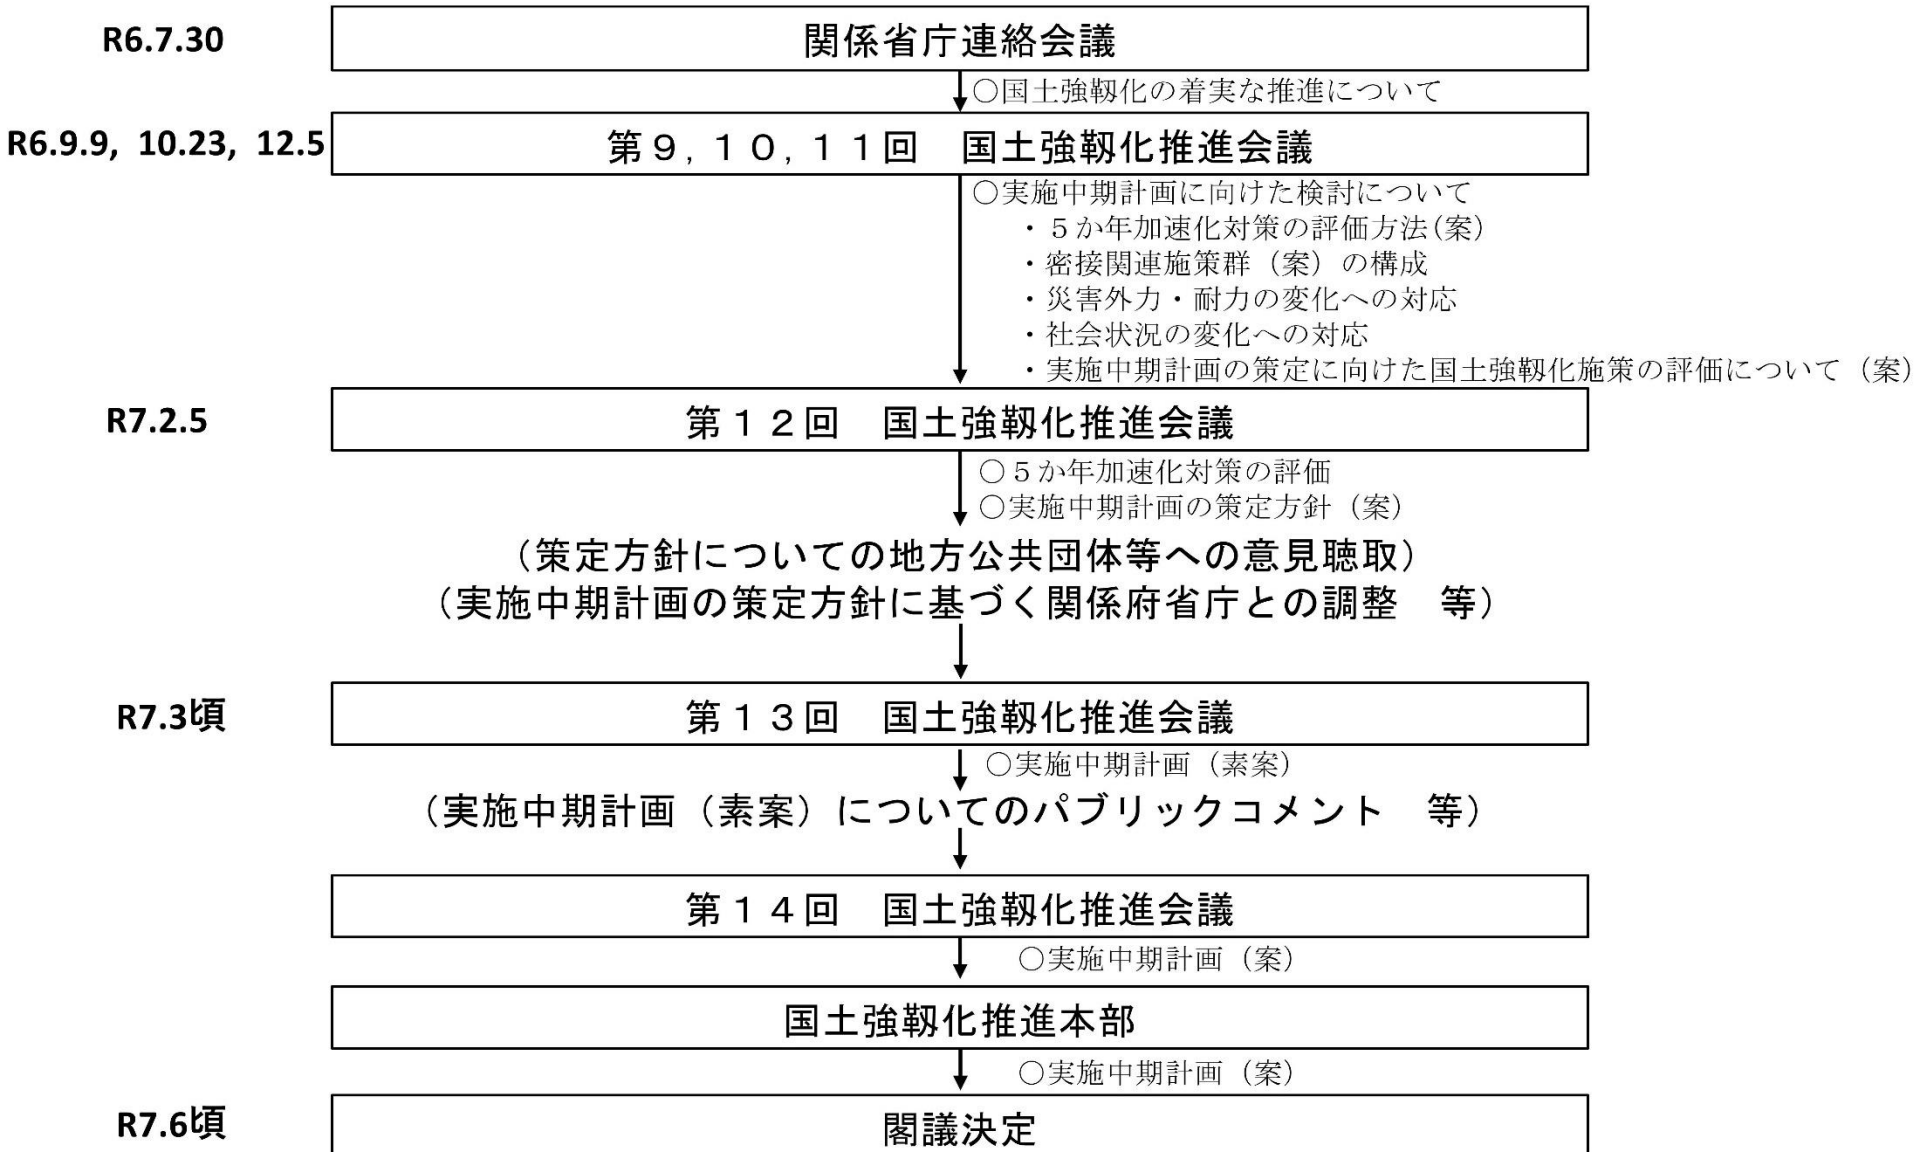 R6.7.30
関係省庁連絡会議
○国土強靱化の着実な推進について
R6.9.9, 10.23, 12.5
第９,１０,１１回　国土強靱化推進会議
○実施中期計画に向けた検討について
・５か年加速化対策の評価方法(案)
・密接関連施策群（案）の構成
・災害外力・耐力の変化への対応
・社会状況の変化への対応
・実施中期計画の策定に向けた国土強靱化施策の評価について（案）
R7.2.5
第１２回　国土強靱化推進会議
○５か年加速化対策の評価
○実施中期計画の策定方針（案）
（策定方針についての地方公共団体等への意見聴取）
（実施中期計画の策定方針に基づく関係府省庁との調整　等）
R7.3頃
第１３回　国土強靱化推進会議
○実施中期計画（素案）
（実施中期計画（素案）についてのパブリックコメント　等）
第１４回　国土強靱化推進会議
○実施中期計画（案）
国土強靱化推進本部
○実施中期計画（案）
R7.6頃
閣議決定